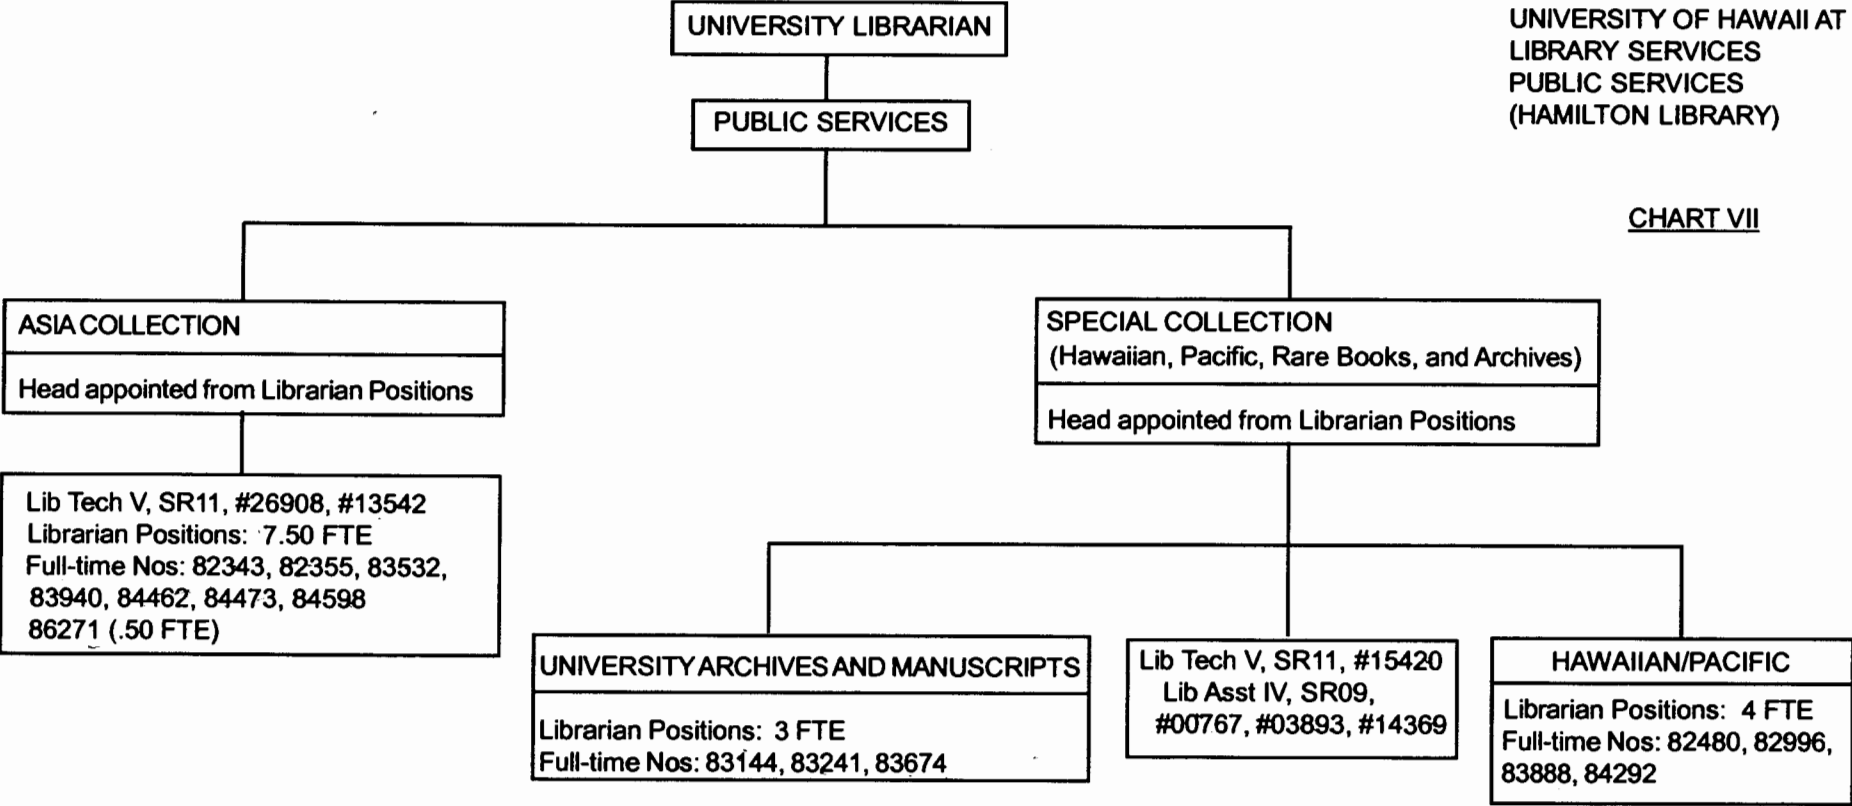 UNIVERSITY LIBRARIAN
PUBLIC SERVICES
UNIVERSITY OF HAWAII AT
LIBRARY SERVICES
PUBLIC SERVICES
(HAMILTON LIBRARY)
CHART VII
ASIA COLLECTION
Head appointed from Librarian Positions
Lib Tech V, SR11, #26908, #13542
Librarian Positions: 7.50 FTE
Full-time Nos: 82343, 82355, 83532,
83940, 84462, 84473, 84598
86271 (.50 FTE)
SPECIAL COLLECTION
(Hawaiian, Pacific, Rare Books, and Archives)
Head appointed from Librarian Positions
UNIVERSITY ARCHIVES AND MANUSCRIPTS
Librarian Positions: 3 FTE
Full-time Nos: 83144, 83241, 83674
Lib Tech V, SR11, #15420
Lib Asst IV, SR09,
#00767, #03893, #14369
HAWAIIAN/PACIFIC
Librarian Positions: 4 FTE
Full-time Nos: 82480, 82996,
83888, 84292